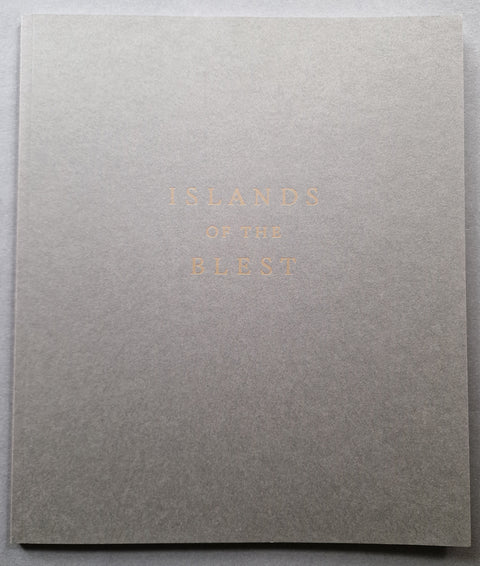 ISLANDS
OF THE
BLEST